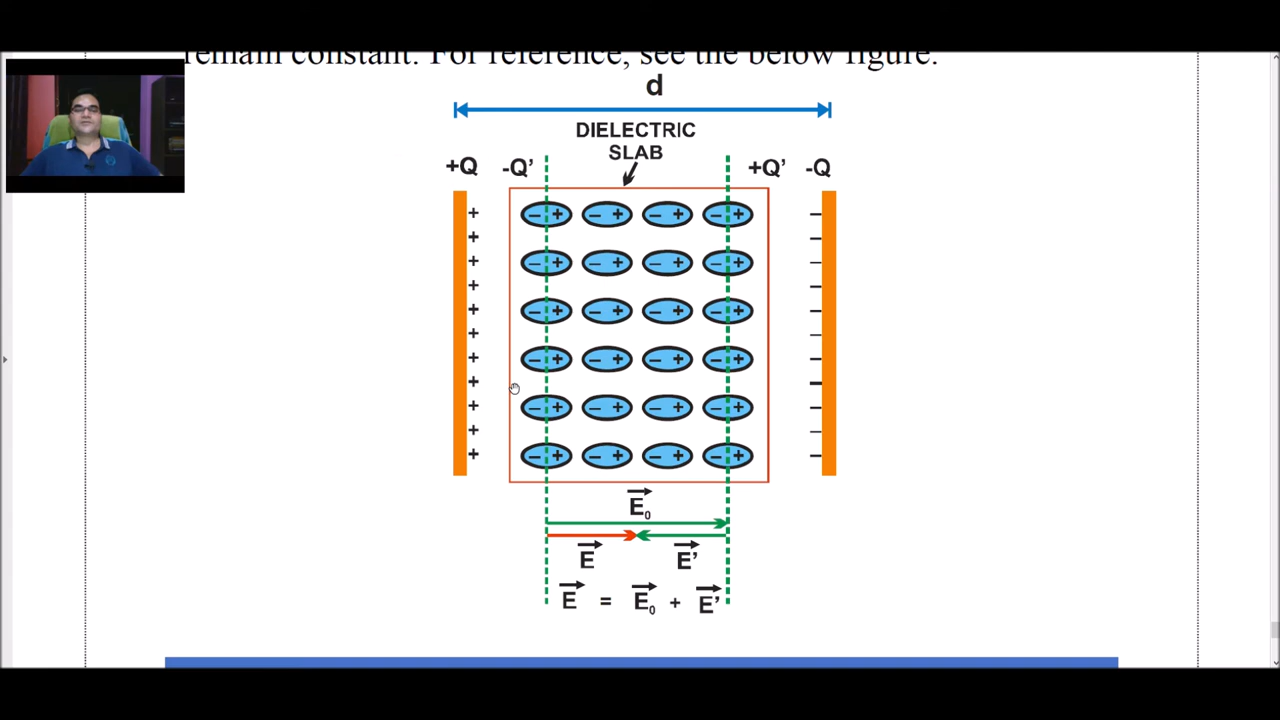 remain constant. For reference, see the below figure.
d
DIELECTRIC
SLAB
+Q -Q’ +Q’ -Q
+ − + − + − + − + −
+
+ − + − + − + − + −
+
+ − + − + − + − + −
+
+ − + − + − + − + −
+
+ − + − + − + − + −
+
+ − + − + − + − + −
E₀
E E’
E = E₀ + E’